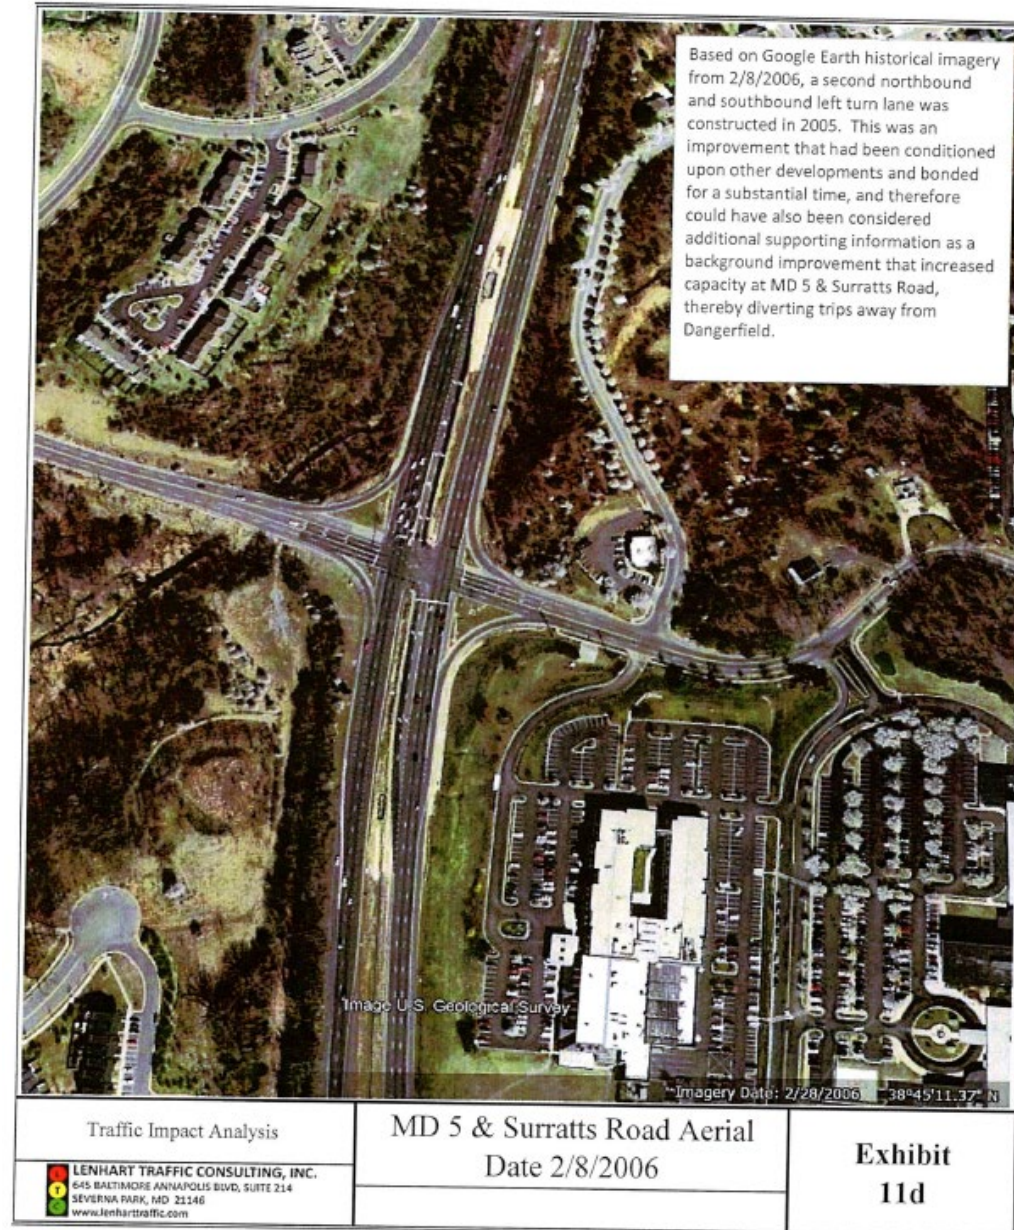 Based on Google Earth historical imagery
from 2/8/2006, a second northbound
and southbound left turn lane was
constructed in 2005. This was an
improvement that had been conditioned
upon other developments and bonded
for a substantial time, and therefore
could have also been considered
additional supporting information as a
background improvement that increased
capacity at MD 5 & Surratts Road,
thereby diverting trips away from
Dangerfield.
Image U.S. Geological Survey
Imagery Date: 2/28/2006 38°45'11.37" N
Traffic Impact Analysis
L
T
C
LENHART TRAFFIC CONSULTING, INC.
645 BALTIMORE ANNAPOLIS BLVD, SUITE 214
SEVERNA PARK, MD 21146
www.lenharttraffic.com
MD 5 & Surratts Road Aerial
Date 2/8/2006
Exhibit
11d